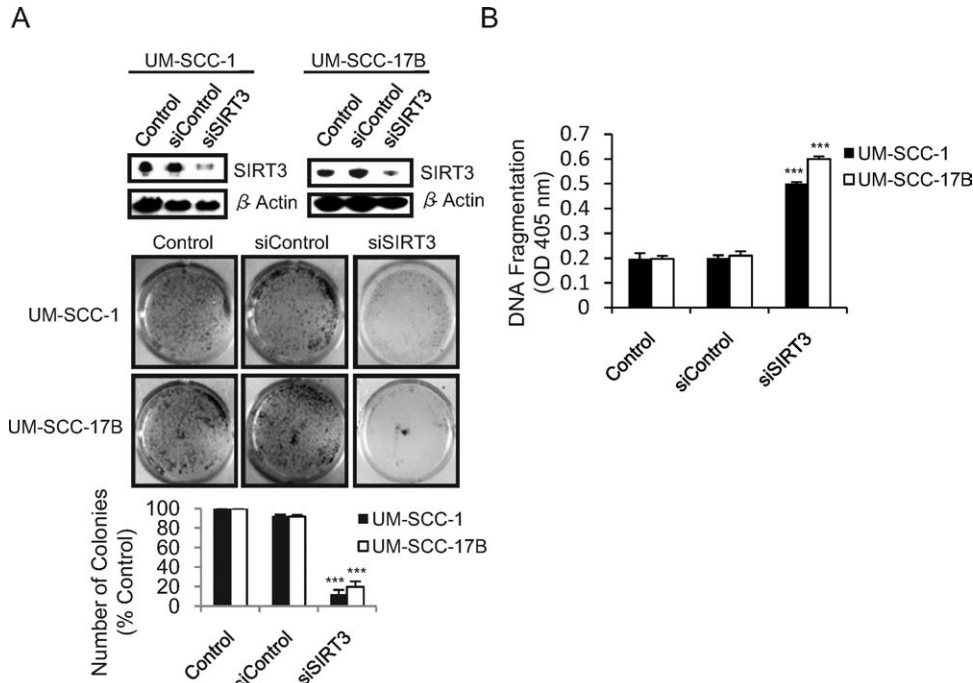 A
UM-SCC-1
UM-SCC-17B
Control
siControl
siSIRT3
Control
siControl
siSIRT3
SIRT3
SIRT3
β Actin
β Actin
Control
siControl
siSIRT3
UM-SCC-1
UM-SCC-17B
Number of Colonies
(% Control)
100
80
60
40
20
0
UM-SCC-1
UM-SCC-17B
***
***
Control
siControl
siSIRT3
B
DNA Fragmentation
(OD 405 nm)
0.7
0.6
0.5
0.4
0.3
0.2
0.1
0
***
***
UM-SCC-1
UM-SCC-17B
Control
siControl
siSIRT3